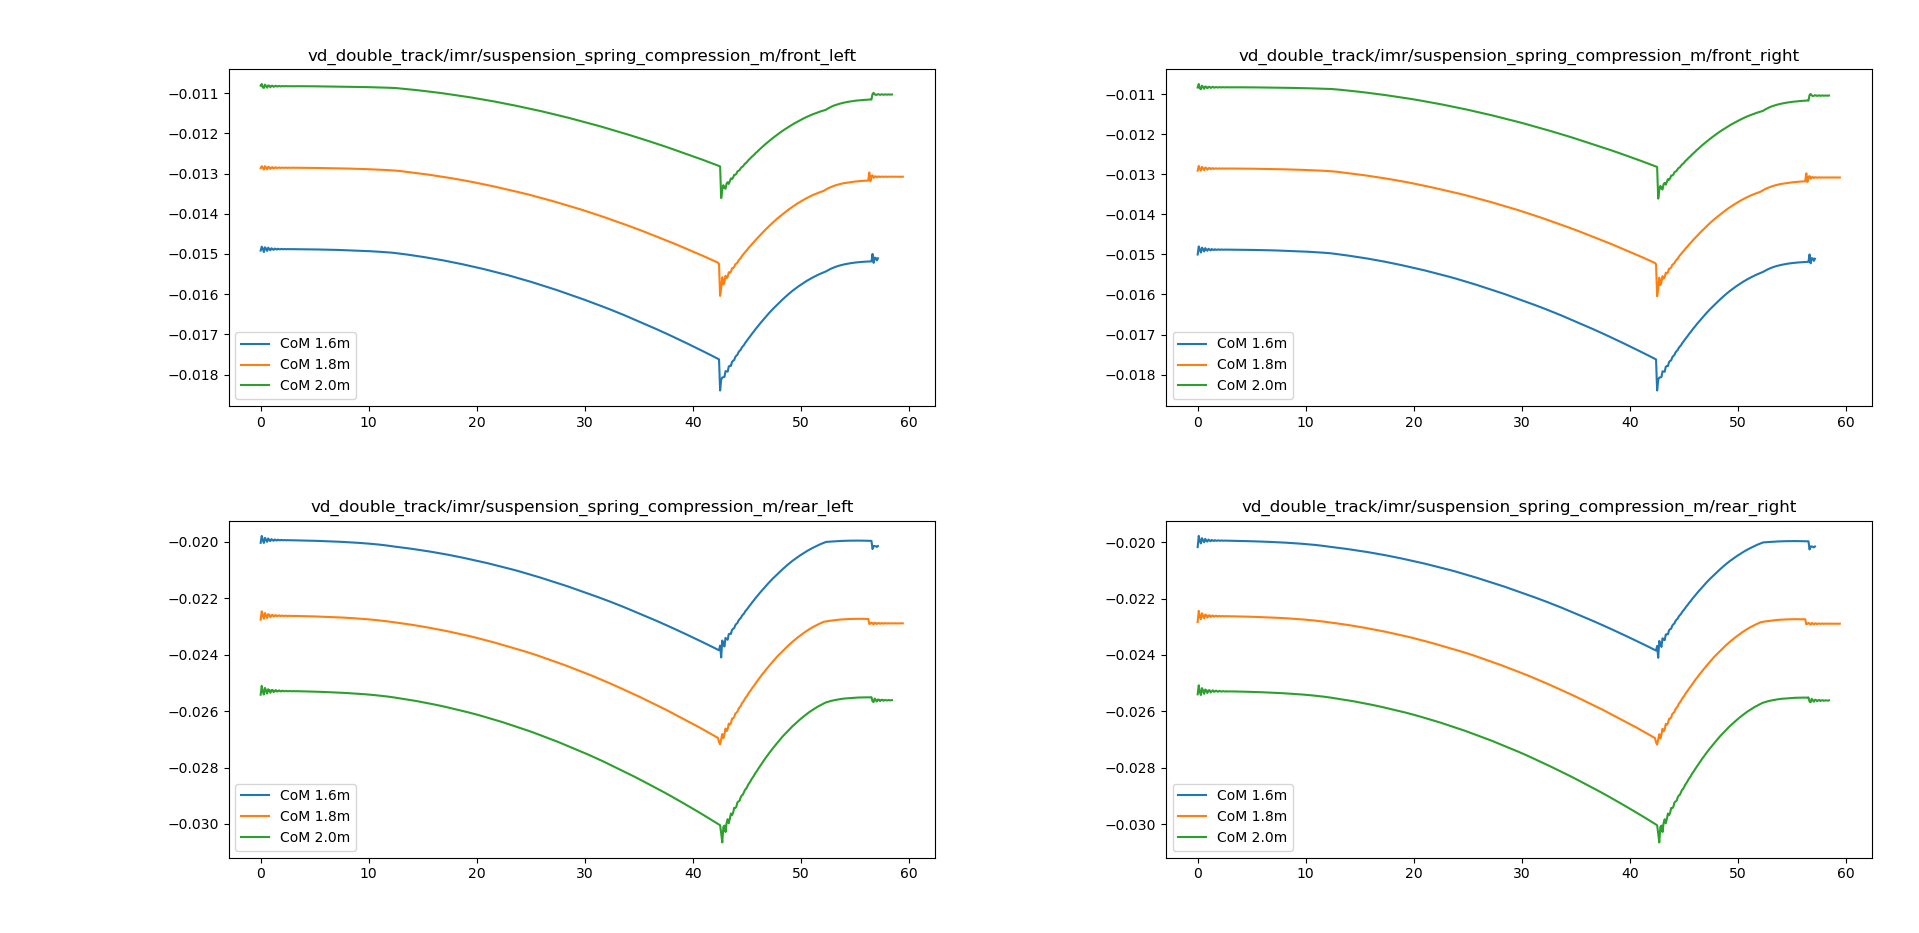 vd_double_track/imr/suspension_spring_compression_m/front_left
−0.011
−0.012
−0.013
−0.014
−0.015
−0.016
−0.017
−0.018
CoM 1.6m
CoM 1.8m
CoM 2.0m
0 10 20 30 40 50 60
vd_double_track/imr/suspension_spring_compression_m/front_right
−0.011
−0.012
−0.013
−0.014
−0.015
−0.016
−0.017
−0.018
CoM 1.6m
CoM 1.8m
CoM 2.0m
0 10 20 30 40 50 60
vd_double_track/imr/suspension_spring_compression_m/rear_left
−0.020
−0.022
−0.024
−0.026
−0.028
−0.030
CoM 1.6m
CoM 1.8m
CoM 2.0m
0 10 20 30 40 50 60
vd_double_track/imr/suspension_spring_compression_m/rear_right
−0.020
−0.022
−0.024
−0.026
−0.028
−0.030
CoM 1.6m
CoM 1.8m
CoM 2.0m
0 10 20 30 40 50 60